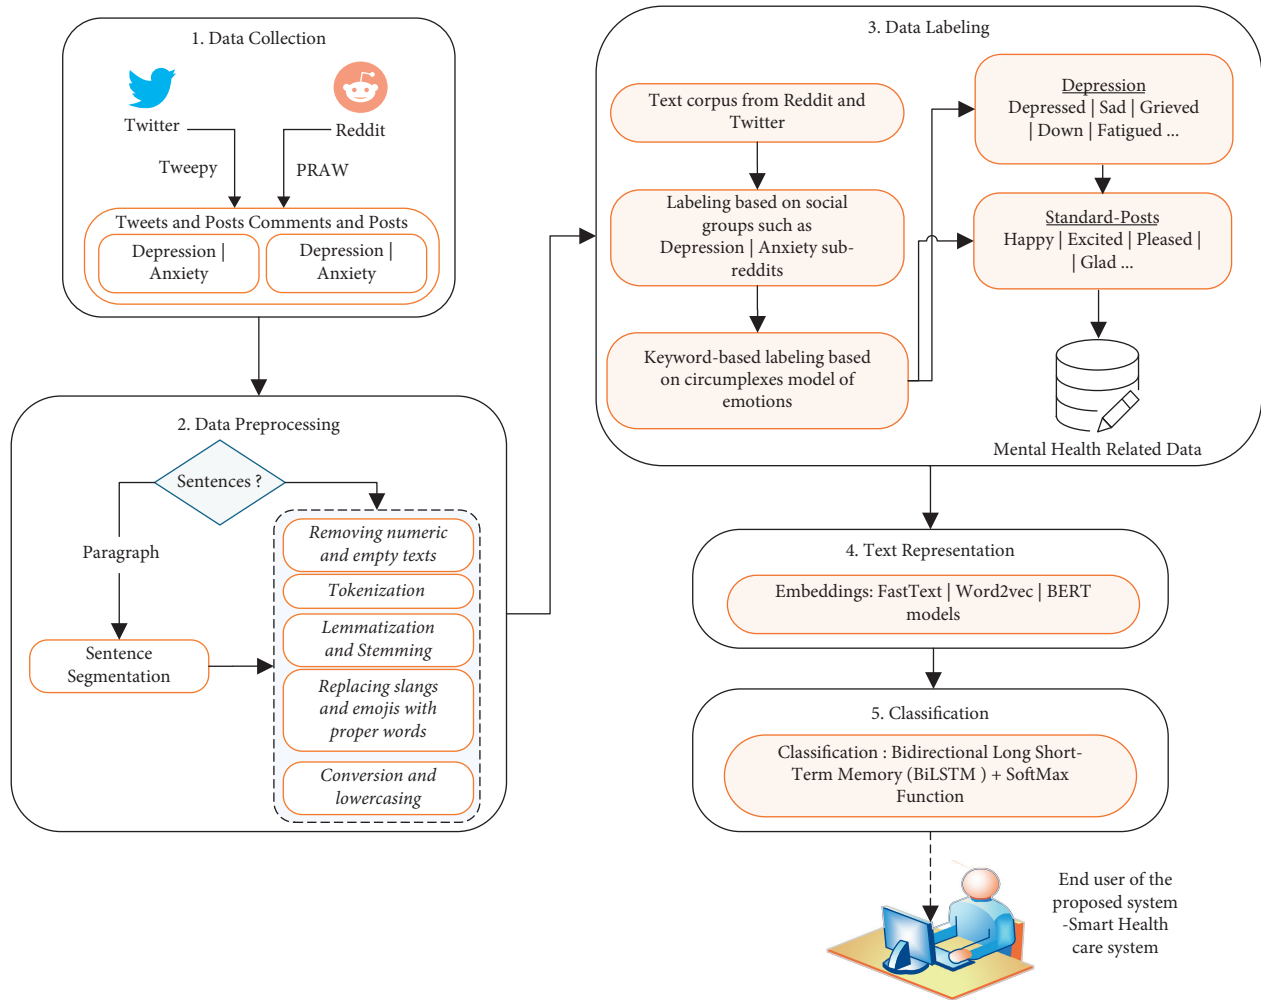 1. Data Collection
Twitter
Reddit
Tweepy
PRAW
Tweets and Posts Comments and Posts
Depression |
Anxiety
Depression |
Anxiety
2. Data Preprocessing
Sentences ?
Paragraph
Sentence
Segmentation
Removing numeric
and empty texts
Tokenization
Lemmatization
and Stemming
Replacing slangs
and emojis with
proper words
Conversion and
lowercasing
3. Data Labeling
Text corpus from Reddit and
Twitter
Labeling based on social
groups such as
Depression | Anxiety sub-
reddits
Keyword-based labeling based
on circumplexes model of
emotions
Depression
Depressed | Sad | Grieved
| Down | Fatigued ...
Standard-Posts
Happy | Excited | Pleased |
| Glad ...
Mental Health Related Data
4. Text Representation
Embeddings: FastText | Word2vec | BERT
models
5. Classification
Classification : Bidirectional Long Short-
Term Memory (BiLSTM ) + SoftMax
Function
End user of the
proposed system
-Smart Health
care system